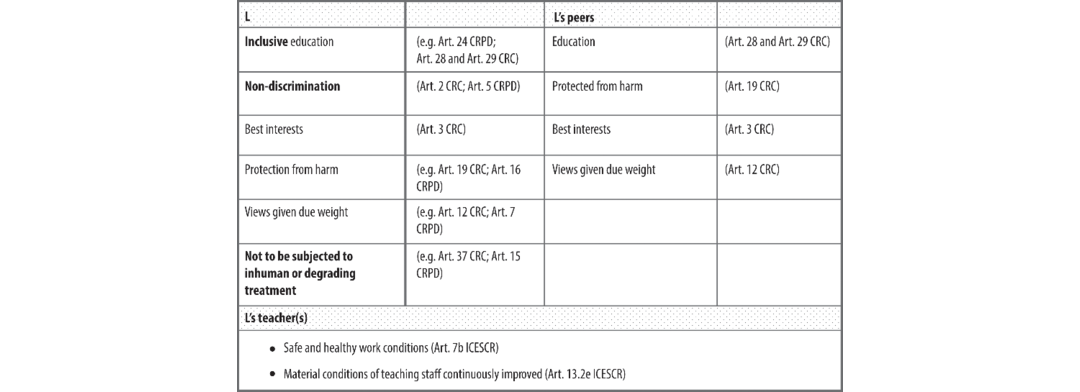 L
L's peers
Inclusive education
(e.g. Art. 24 CRPD;
Art. 28 and Art. 29 CRC)
Education
(Art. 28 and Art. 29 CRC)
Non-discrimination
(Art. 2 CRC; Art. 5 CRPD)
Protected from harm
(Art. 19 CRC)
Best interests
(Art. 3 CRC)
Best interests
(Art. 3 CRC)
Protection from harm
(e.g. Art. 19 CRC; Art. 16
CRPD)
Views given due weight
(Art. 12 CRC)
Views given due weight
(e.g. Art. 12 CRC; Art. 7
CRPD)
Not to be subjected to
inhuman or degrading
treatment
(e.g. Art. 37 CRC; Art. 15
CRPD)
L's teacher(s)
• Safe and healthy work conditions (Art. 7b ICESCR)
• Material conditions of teaching staff continuously improved (Art. 13.2e ICESCR)